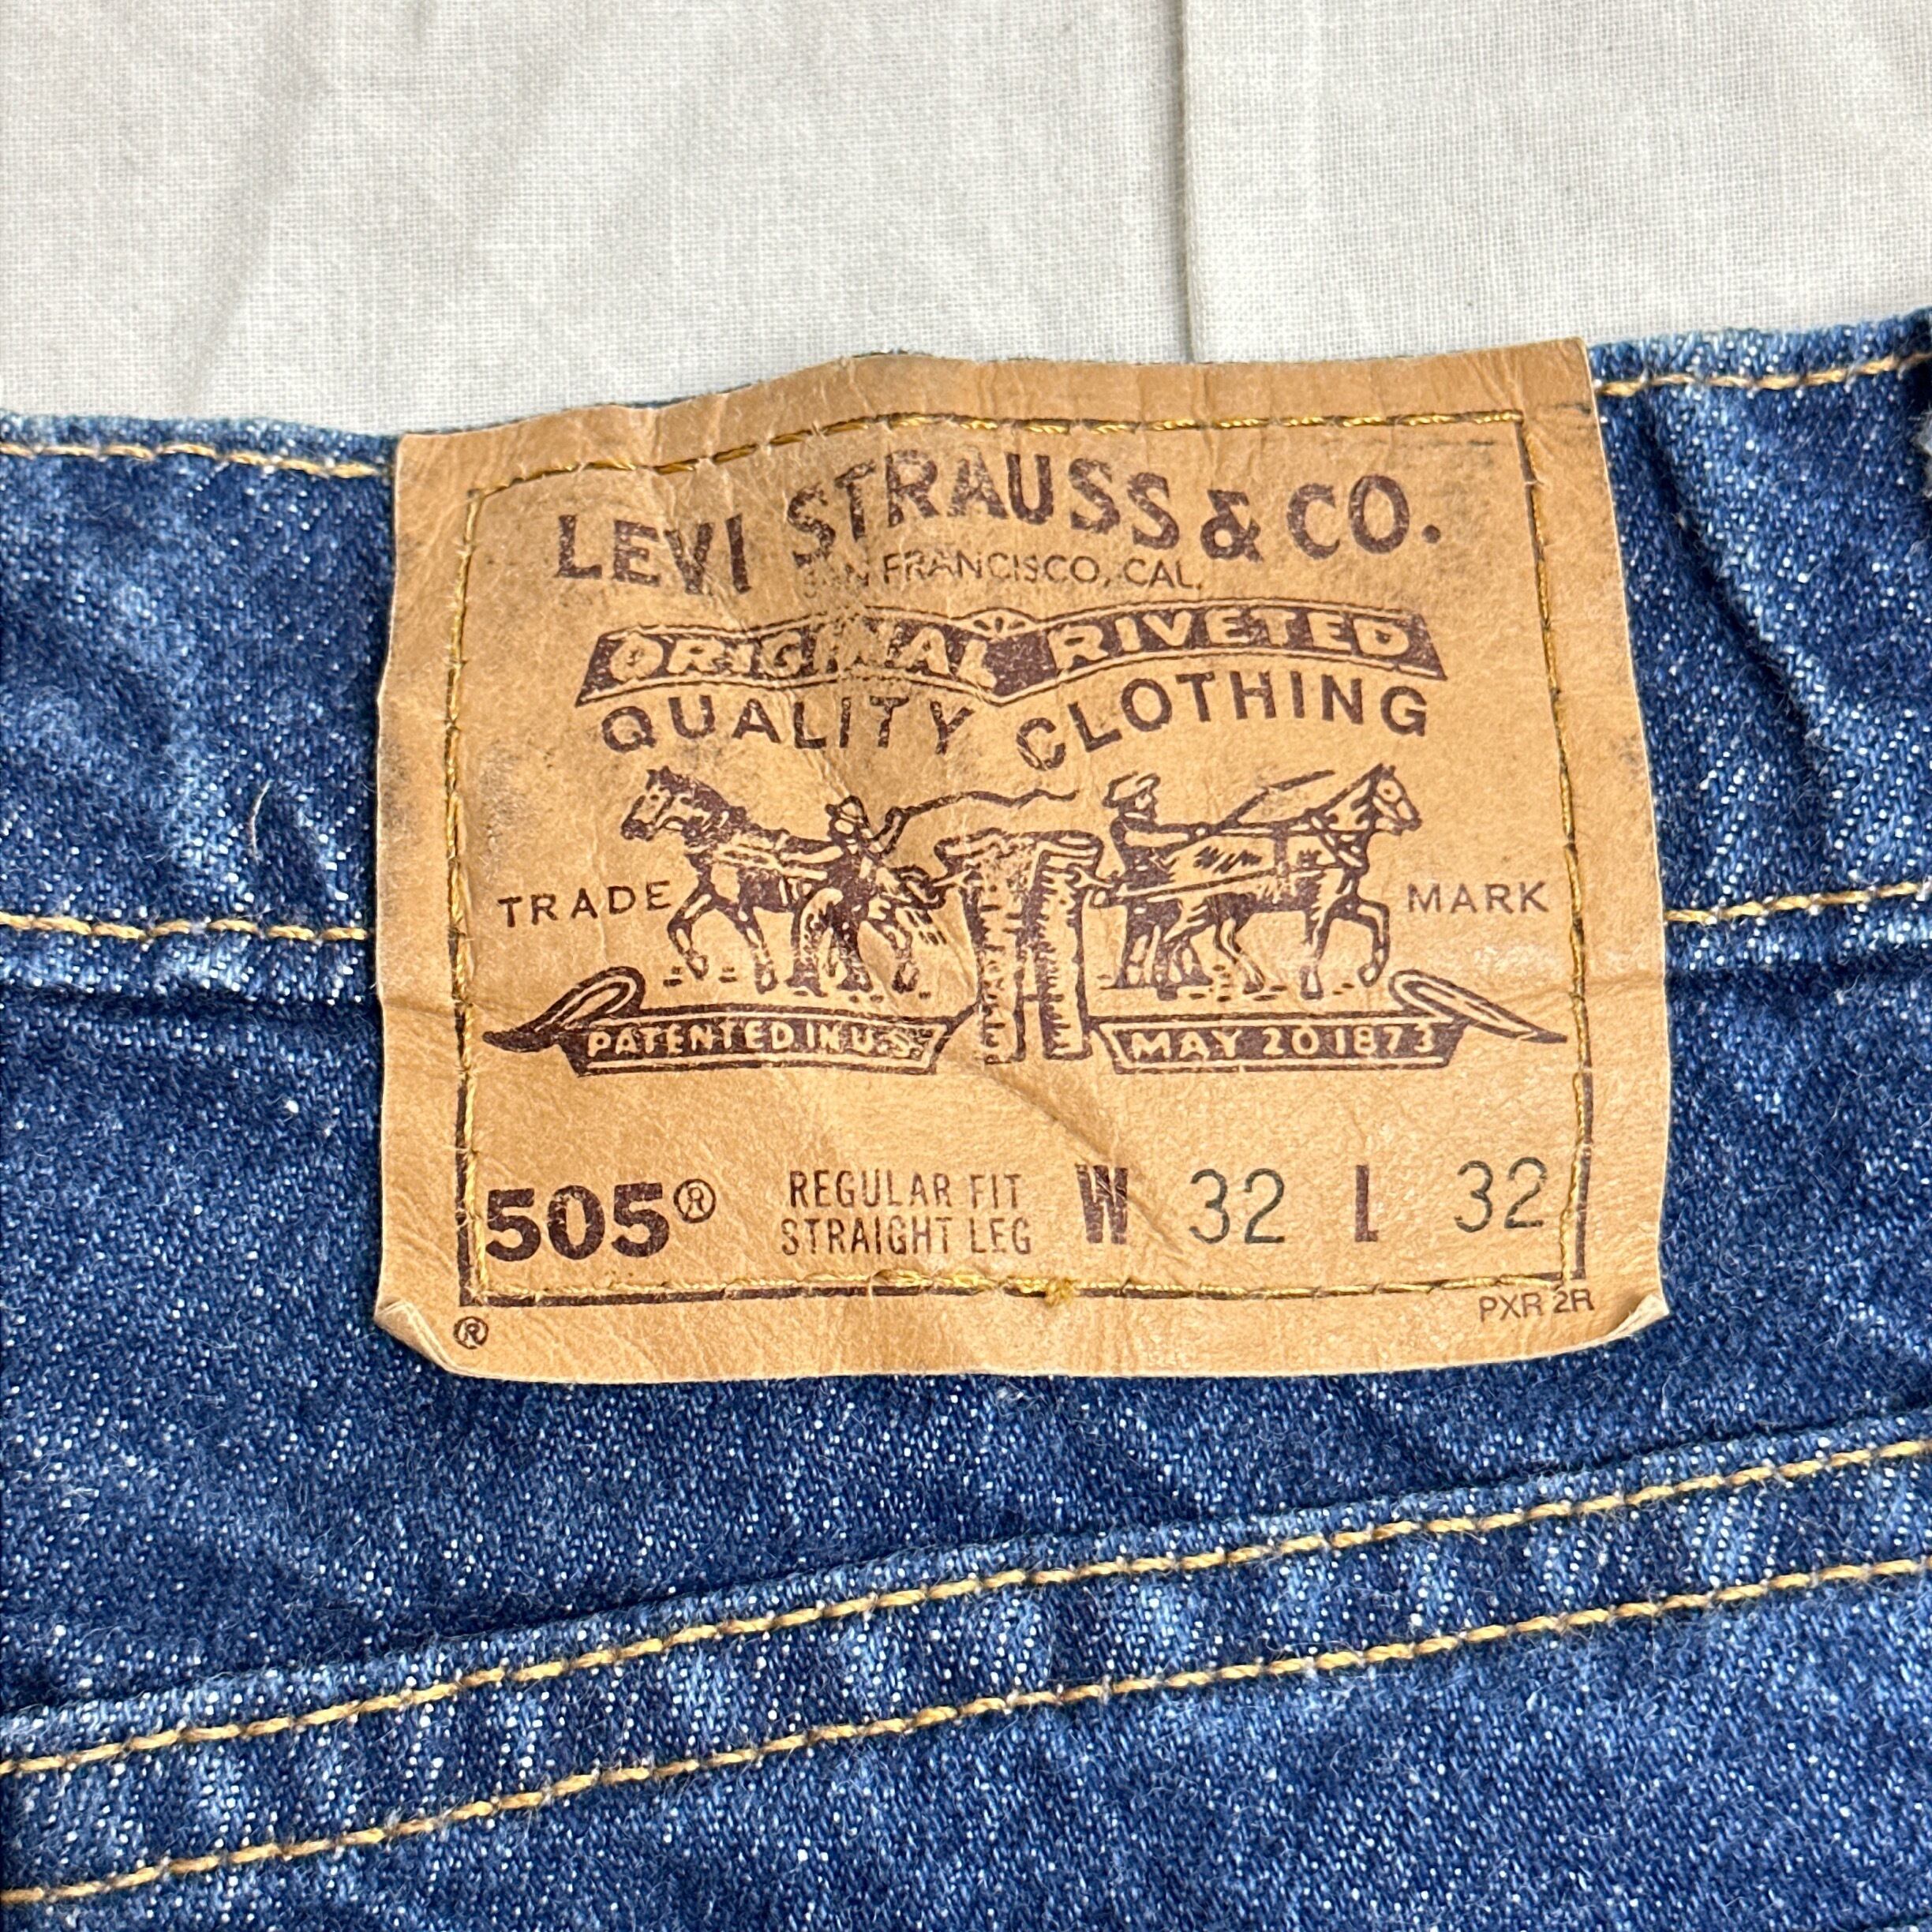 LEVI STRAUSS & CO.
SAN FRANCISCO, CAL.
ORIGINAL RIVETED
QUALITY CLOTHING
TRADE MARK
PATENTED IN U.S. MAY 20 1873
505® REGULAR FIT W 32 L 32
STRAIGHT LEG
PXR 2R
®